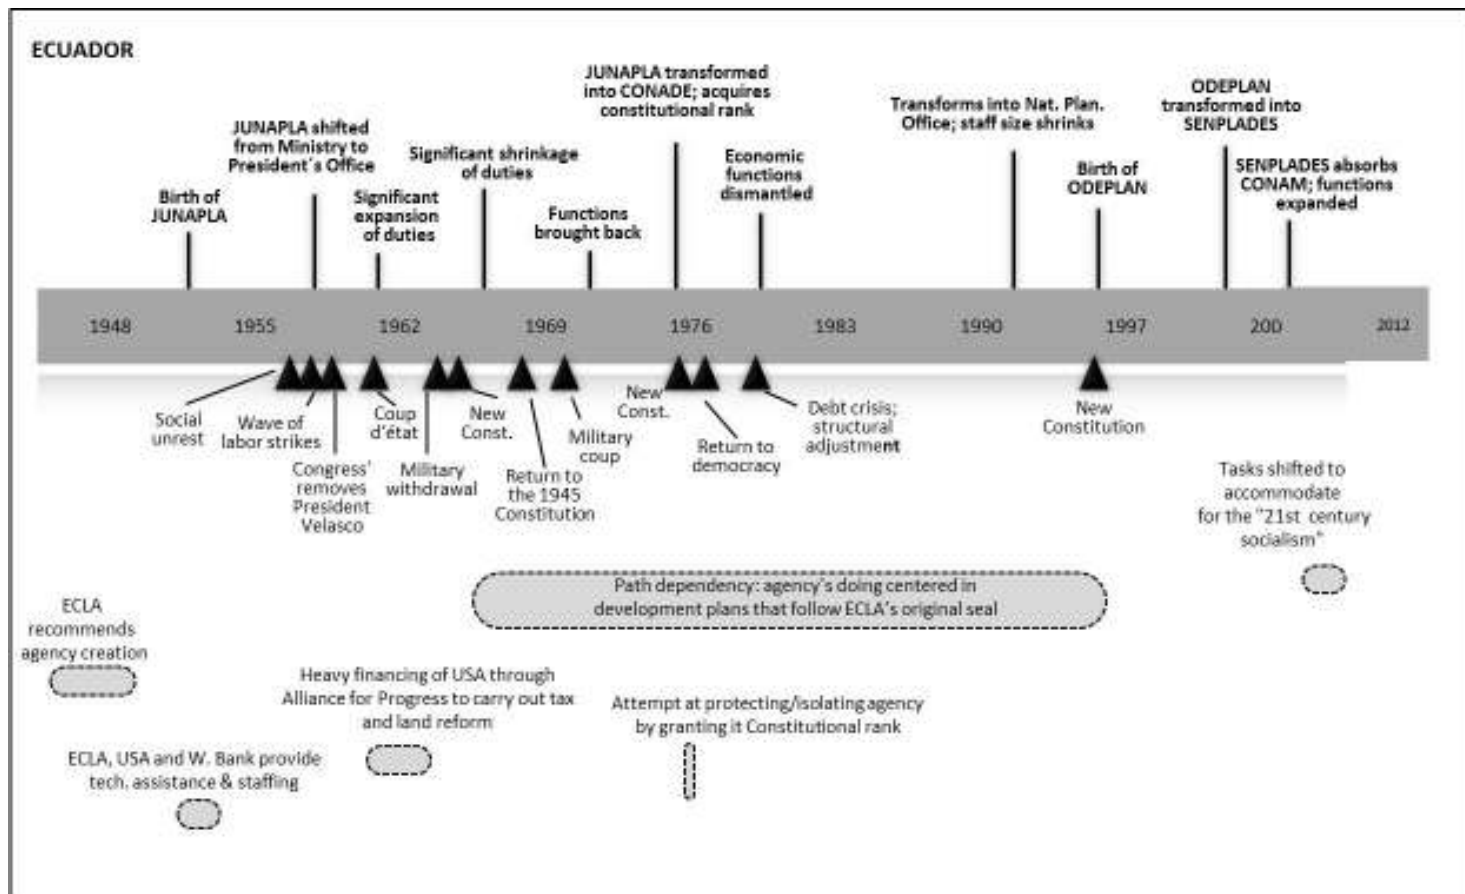 ECUADOR
Birth of
JUNAPLA
JUNAPLA shifted
from Ministry to
President´s Office
Significant
expansion
of duties
Significant shrinkage
of duties
Functions
brought back
JUNAPLA transformed
into CONADE; acquires
constitutional rank
Economic
functions
dismantled
Transforms into Nat. Plan.
Office; staff size shrinks
Birth of
ODEPLAN
ODEPLAN
transformed into
SENPLADES
SENPLADES absorbs
CONAM; functions
expanded
1948 1955 1962 1969 1976 1983 1990 1997 200 2012
Social
unrest
Wave of
labor strikes
Congress'
removes
President
Velasco
Coup
d'état
Military
withdrawal
New
Const.
Return to
the 1945
Constitution
Military
coup
New
Const.
Return to
democracy
Debt crisis;
structural
adjustment
New
Constitution
Tasks shifted to
accommodate
for the "21st century
socialism"
Path dependency: agency's doing centered in
development plans that follow ECLA's original seal
ECLA
recommends
agency creation
Heavy financing of USA through
Alliance for Progress to carry out tax
and land reform
Attempt at protecting/isolating agency
by granting it Constitutional rank
ECLA, USA and W. Bank provide
tech. assistance & staffing